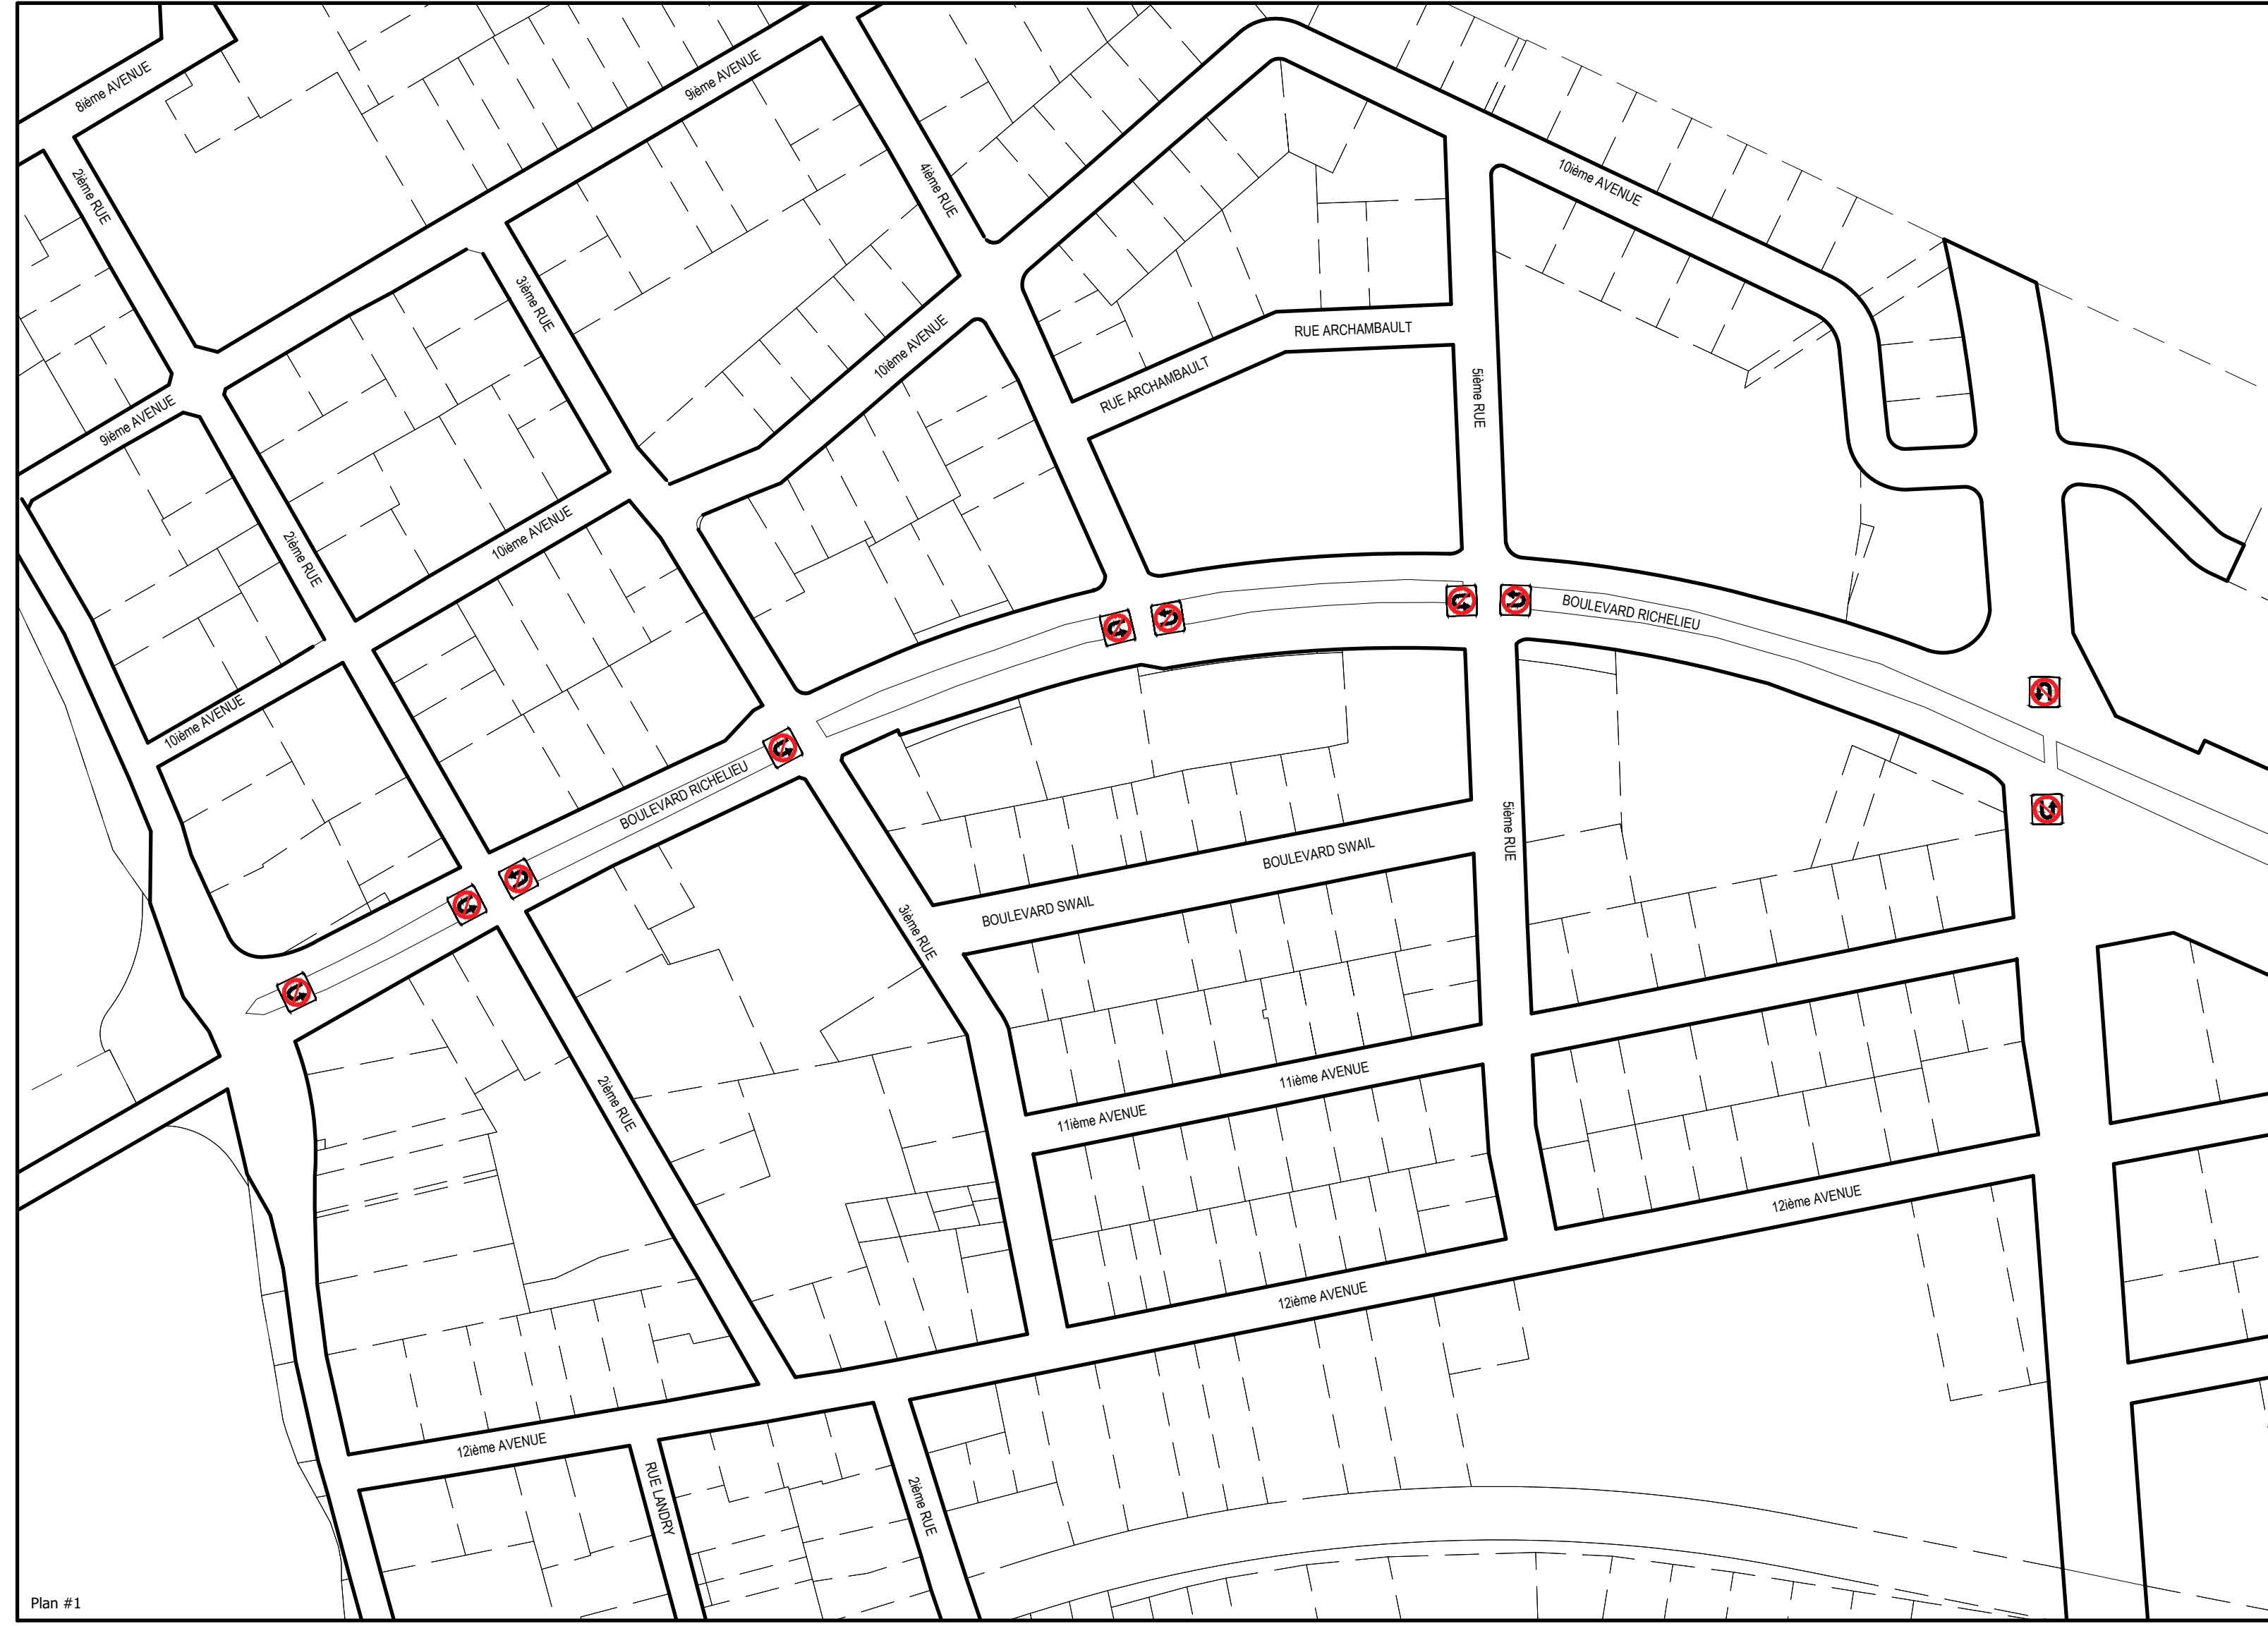 8ième AVENUE
9ième AVENUE
2ième RUE
4ième RUE
10ième AVENUE
3ième RUE
RUE ARCHAMBAULT
10ième AVENUE
RUE ARCHAMBAULT
5ième RUE
9ième AVENUE
10ième AVENUE
2ième RUE
BOULEVARD RICHELIEU
10ième AVENUE
BOULEVARD RICHELIEU
5ième RUE
BOULEVARD SWAIL
BOULEVARD SWAIL
3ième RUE
11ième AVENUE
2ième RUE
11ième AVENUE
12ième AVENUE
12ième AVENUE
12ième AVENUE
RUE LANDRY
2ième RUE
Plan #1